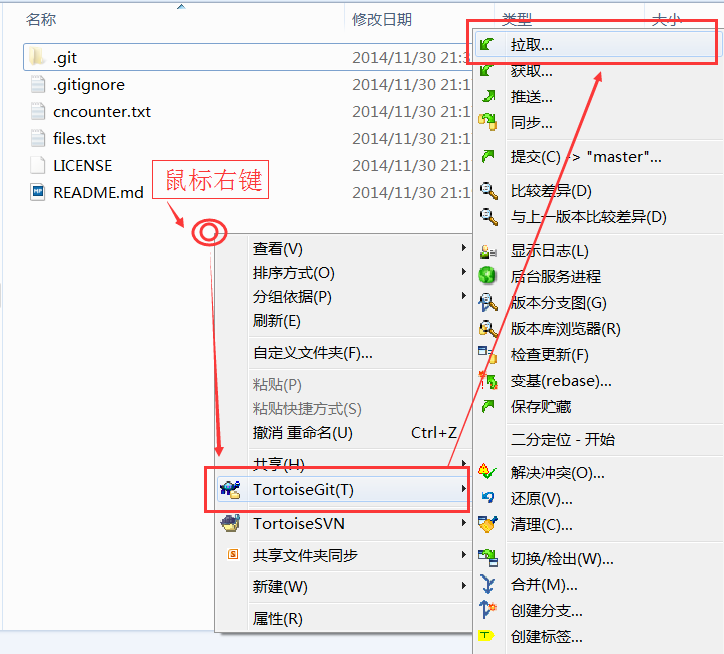 名称 修改日期 类型 大小
.git 2014/11/30 21:3
.gitignore 2014/11/30 21:1
cncounter.txt 2014/11/30 21:1
files.txt 2014/11/30 21:1
LICENSE 2014/11/30 21:1
README.md 2014/11/30 21:1
鼠标右键
查看(V)
排序方式(O)
分组依据(P)
刷新(E)
自定义文件夹(F)...
粘贴(P)
粘贴快捷方式(S)
撤消 重命名(U) Ctrl+Z
共享(H)
TortoiseGit(T)
TortoiseSVN
共享文件夹同步
新建(W)
属性(R)
拉取...
获取...
推送...
同步...
提交(C) -> "master"...
比较差异(D)
与上一版本比较差异(D)
显示日志(L)
后台服务进程
版本分支图(G)
版本库浏览器(R)
检查更新(F)
变基(rebase)...
保存贮藏
二分定位 - 开始
解决冲突(O)...
还原(V)...
清理(C)...
切换/检出(W)...
合并(M)...
创建分支...
创建标签...